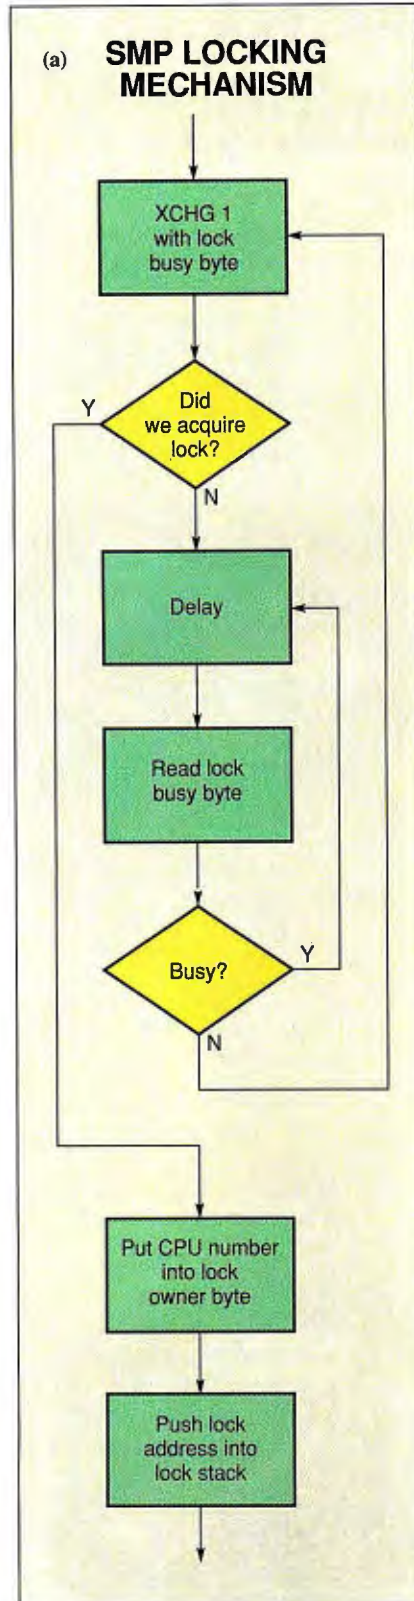 (a) SMP LOCKING
MECHANISM
XCHG 1
with lock
busy byte
Did
we acquire
lock?
Y
N
Delay
Read lock
busy byte
Busy?
Y
N
Put CPU number
into lock
owner byte
Push lock
address into
lock stack